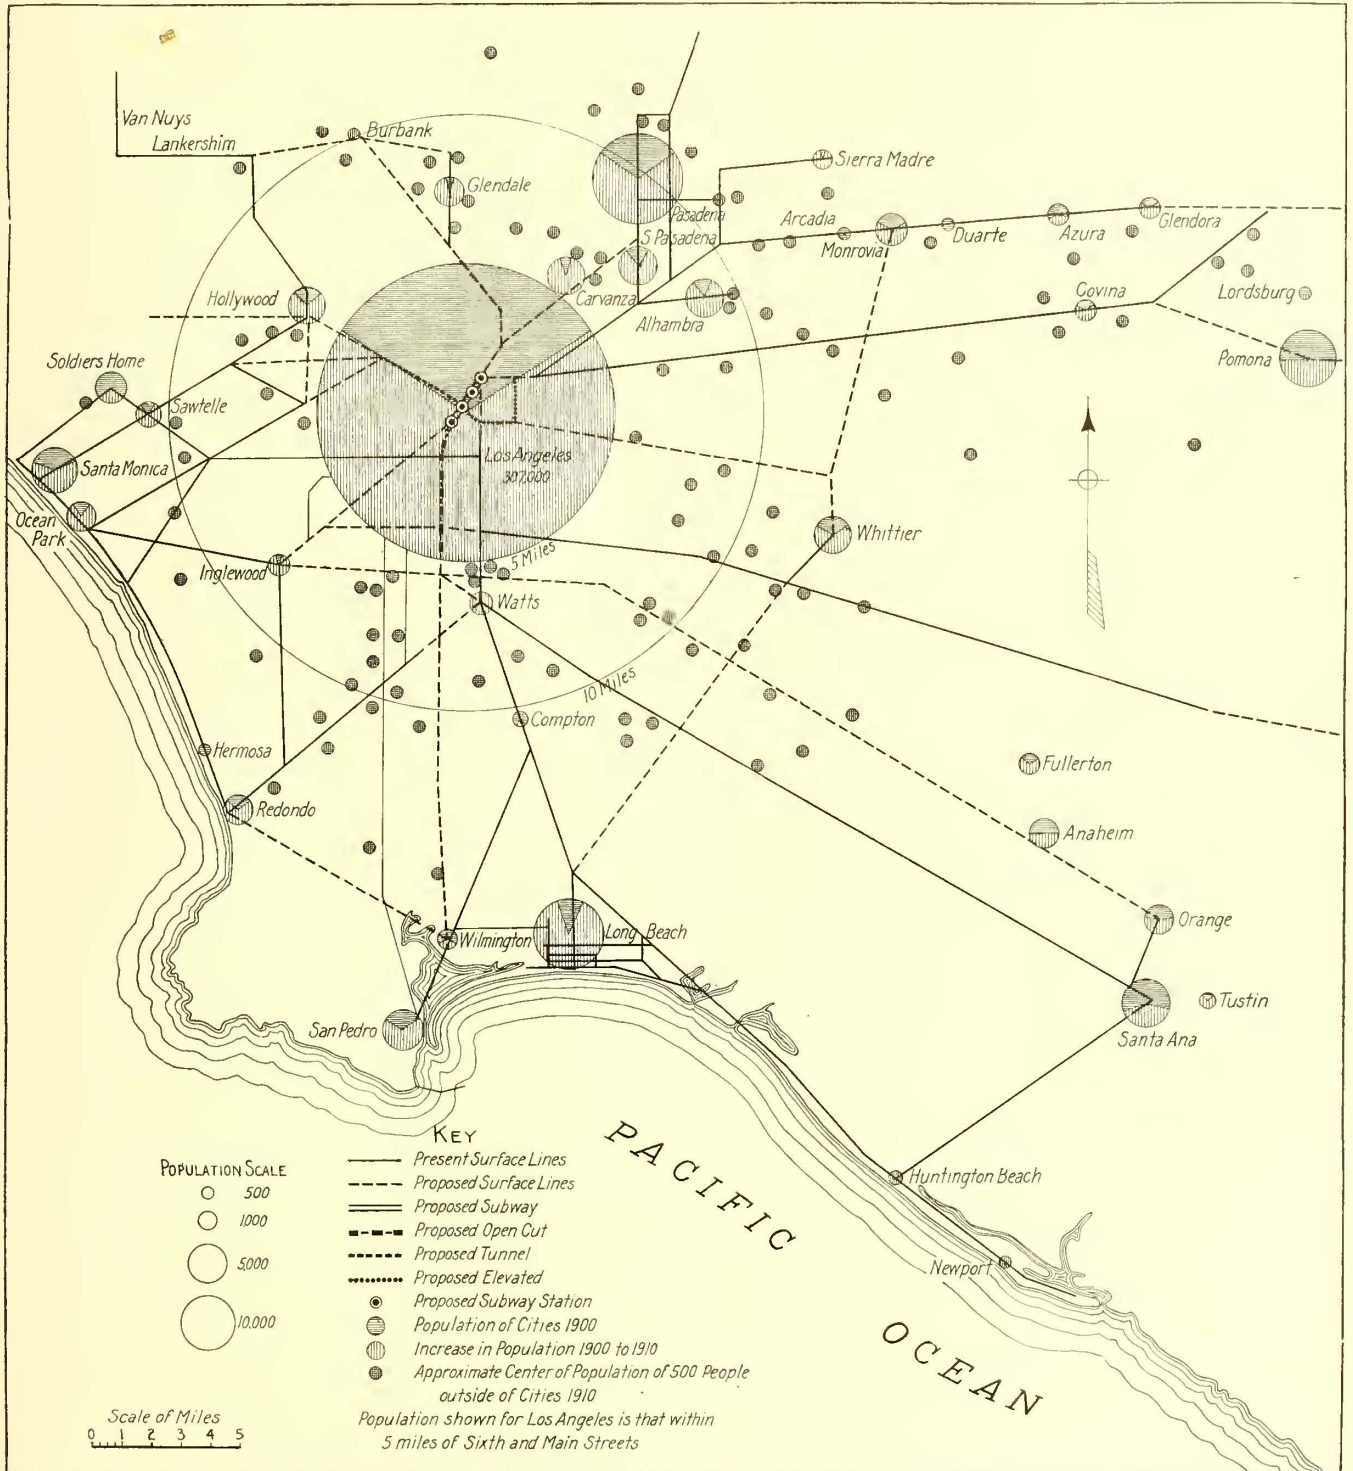 Van Nuys
Lankershim
Burbank
Glendale
Sierra Madre
Pasadena
S Pasadena
Arcadia
Monrovia
Duarte
Azura
Glendora
Hollywood
Carvanza
Alhambra
Covina
Lordsburg
Pomona
Soldiers Home
Sawtelle
Santa Monica
Los Angeles
307,000
Ocean
Park
Whittier
5 Miles
Inglewood
Watts
10 Miles
Compton
Hermosa
Fullerton
Redondo
Anaheim
Orange
Wilmington
Long Beach
San Pedro
Tustin
Santa Ana
Huntington Beach
Newport
PACIFIC
OCEAN
KEY
Present Surface Lines
Proposed Surface Lines
Proposed Subway
Proposed Open Cut
Proposed Tunnel
Proposed Elevated
Proposed Subway Station
Population of Cities 1900
Increase in Population 1900 to 1910
Approximate Center of Population of 500 People
outside of Cities 1910
Population shown for Los Angeles is that within
5 miles of Sixth and Main Streets
POPULATION SCALE
500
1000
5,000
10,000
Scale of Miles
0 1 2 3 4 5